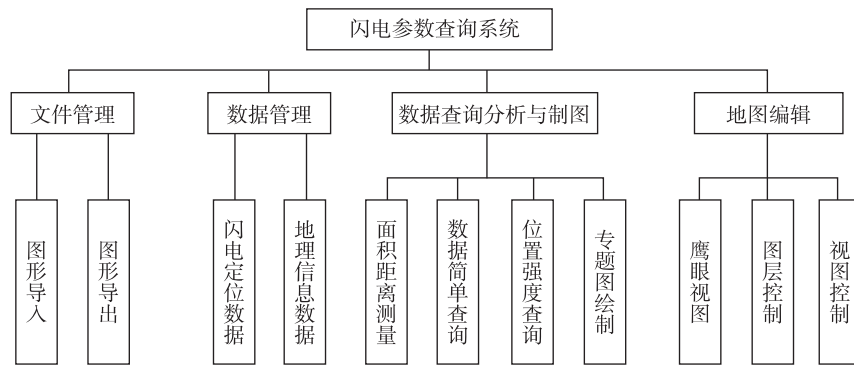 闪电参数查询系统
文件管理
数据管理
数据查询分析与制图
地图编辑
图形导入
图形导出
闪电定位数据
地理信息数据
面积距离测量
数据简单查询
位置强度查询
专题图绘制
鹰眼视图
图层控制
视图控制